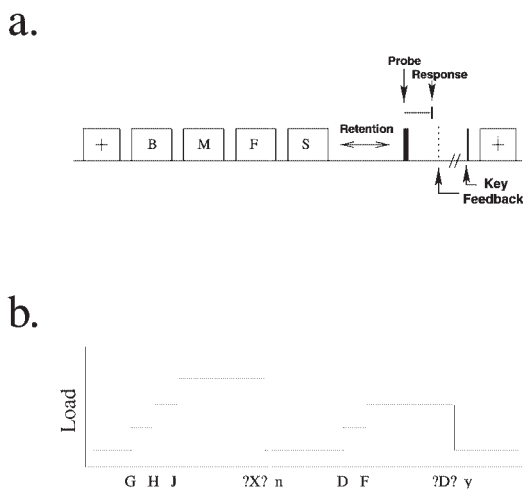 a.
Probe
Response
Retention
+ B M F S +
Key
Feedback
b.
Load
G H J ?X? n D F ?D? y